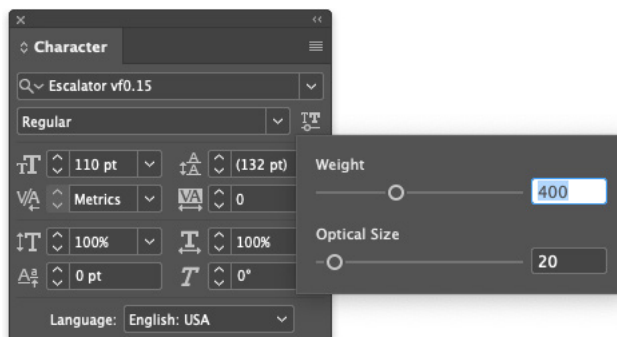 Character
Escalator vf0.15
Regular
110 pt
(132 pt)
Metrics
0
100%
100%
0 pt
0°
Language: English: USA
Weight
400
Optical Size
20